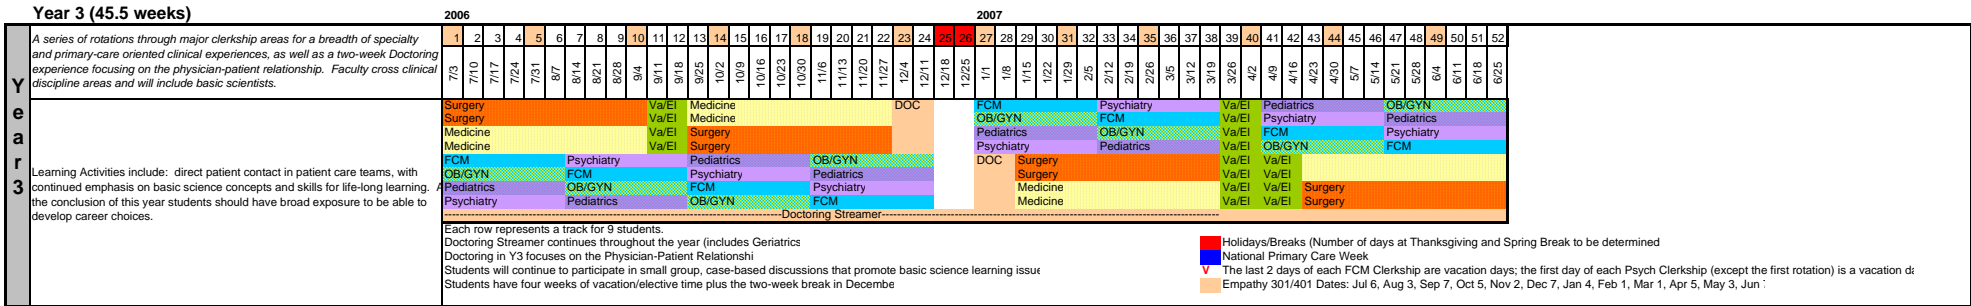 Year 3 (45.5 weeks)
2006 2007
A series of rotations through major clerkship areas for a breadth of specialty
and primary-care oriented clinical experiences, as well as a two-week Doctoring
experience focusing on the physician-patient relationship. Faculty cross clinical
discipline areas and will include basic scientists.
1 2 3 4 5 6 7 8 9 10 11 12 13 14 15 16 17 18 19 20 21 22 23 24 25 26 27 28 29 30 31 32 33 34 35 36 37 38 39 40 41 42 43 44 45 46 47 48 49 50 51 52
7/3 7/10 7/17 7/24 7/31 8/7 8/14 8/21 8/28 9/4 9/11 9/18 9/25 10/2 10/9 10/16 10/23 10/30 11/6 11/13 11/20 11/27 12/4 12/11 12/18 12/25 1/1 1/8 1/15 1/22 1/29 2/5 2/12 2/19 2/26 3/5 3/12 3/19 3/26 4/2 4/9 4/16 4/23 4/30 5/7 5/14 5/21 5/28 6/4 6/11 6/18 6/25
Year 3
Surgery Va/El Medicine DOC FCM Psychiatry Va/El Pediatrics OB/GYN
Surgery Va/El Medicine OB/GYN FCM Va/El Psychiatry Pediatrics
Medicine Va/El Surgery Pediatrics OB/GYN Va/El FCM Psychiatry
Medicine Va/El Surgery Psychiatry Pediatrics Va/El OB/GYN FCM
FCM Psychiatry Pediatrics OB/GYN DOC Surgery Va/El Va/El
OB/GYN FCM Psychiatry Pediatrics Surgery Va/El Va/El
Pediatrics OB/GYN FCM Psychiatry Medicine Va/El Va/El Surgery
Psychiatry Pediatrics OB/GYN FCM Medicine Va/El Va/El Surgery
Doctoring Streamer
Learning Activities include: direct patient contact in patient care teams, with
continued emphasis on basic science concepts and skills for life-long learning. A
the conclusion of this year students should have broad exposure to be able to
develop career choices.
Each row represents a track for 9 students.
Doctoring Streamer continues throughout the year (includes Geriatrics
Doctoring in Y3 focuses on the Physician-Patient Relationshi
Students will continue to participate in small group, case-based discussions that promote basic science learning issue
Students have four weeks of vacation/elective time plus the two-week break in Decembe
Holidays/Breaks (Number of days at Thanksgiving and Spring Break to be determined
National Primary Care Week
V The last 2 days of each FCM Clerkship are vacation days; the first day of each Psych Clerkship (except the first rotation) is a vacation da
Empathy 301/401 Dates: Jul 6, Aug 3, Sep 7, Oct 5, Nov 2, Dec 7, Jan 4, Feb 1, Mar 1, Apr 5, May 3, Jun